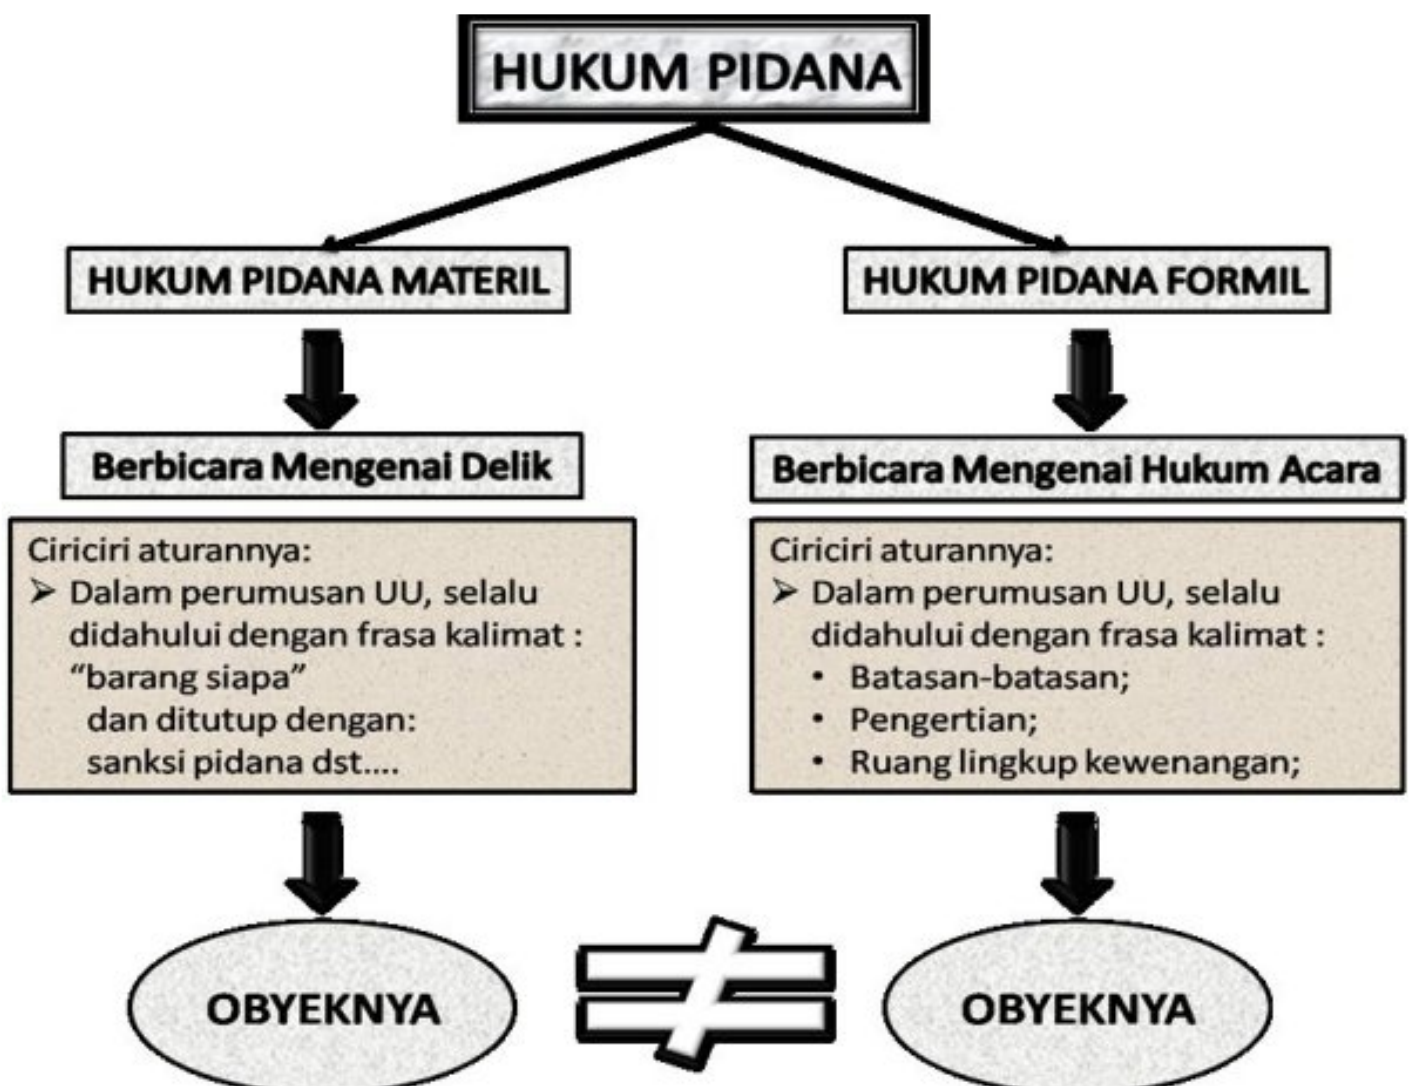 HUKUM PIDANA
HUKUM PIDANA MATERIL
Berbicara Mengenai Delik
Ciriciri aturannya:
➢ Dalam perumusan UU, selalu
didahului dengan frasa kalimat :
“barang siapa”
dan ditutup dengan:
sanksi pidana dst....
OBYEKNYA
≠
HUKUM PIDANA FORMIL
Berbicara Mengenai Hukum Acara
Ciriciri aturannya:
➢ Dalam perumusan UU, selalu
didahului dengan frasa kalimat :
• Batasan-batasan;
• Pengertian;
• Ruang lingkup kewenangan;
OBYEKNYA